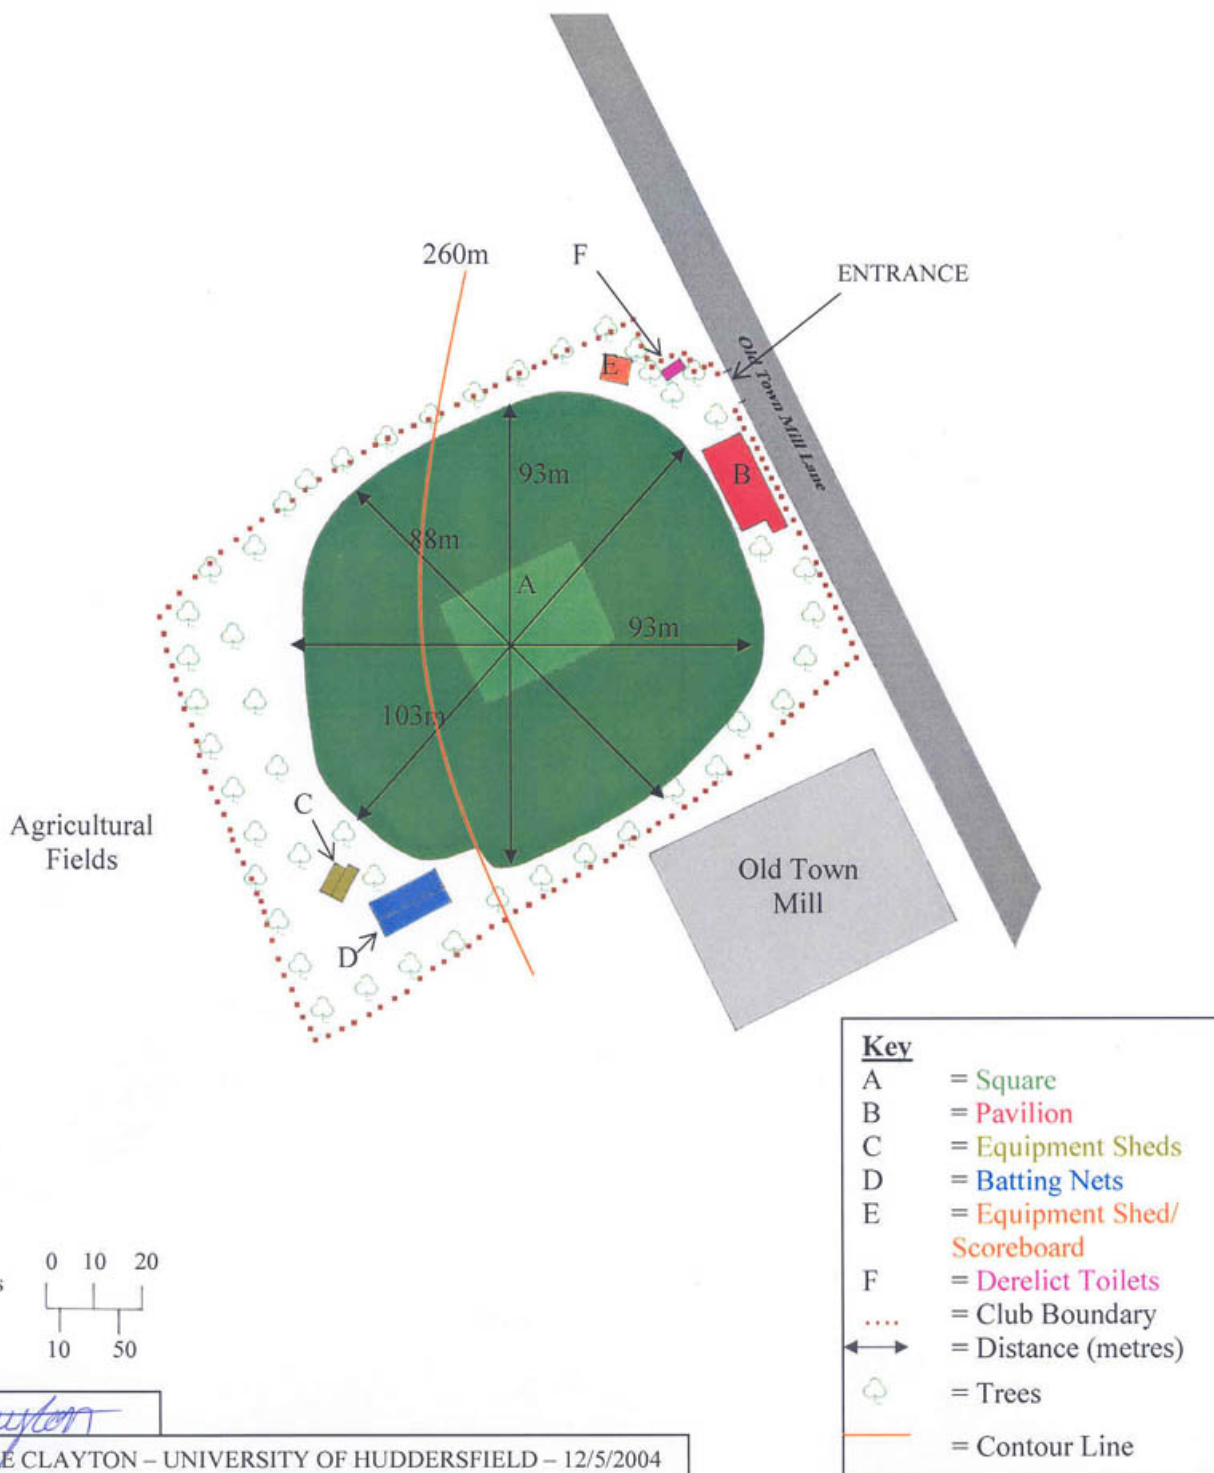 260m
F
ENTRANCE
E
Old Town Mill Lane
93m
B
88m
A
93m
103m
C
Agricultural
Fields
D
Old Town
Mill
Key
A = Square
B = Pavilion
C = Equipment Sheds
D = Batting Nets
E = Equipment Shed/
Scoreboard
F = Derelict Toilets
.... = Club Boundary
= Distance (metres)
= Trees
= Contour Line
0 10 20
s
10 50
E CLAYTON – UNIVERSITY OF HUDDERSFIELD – 12/5/2004